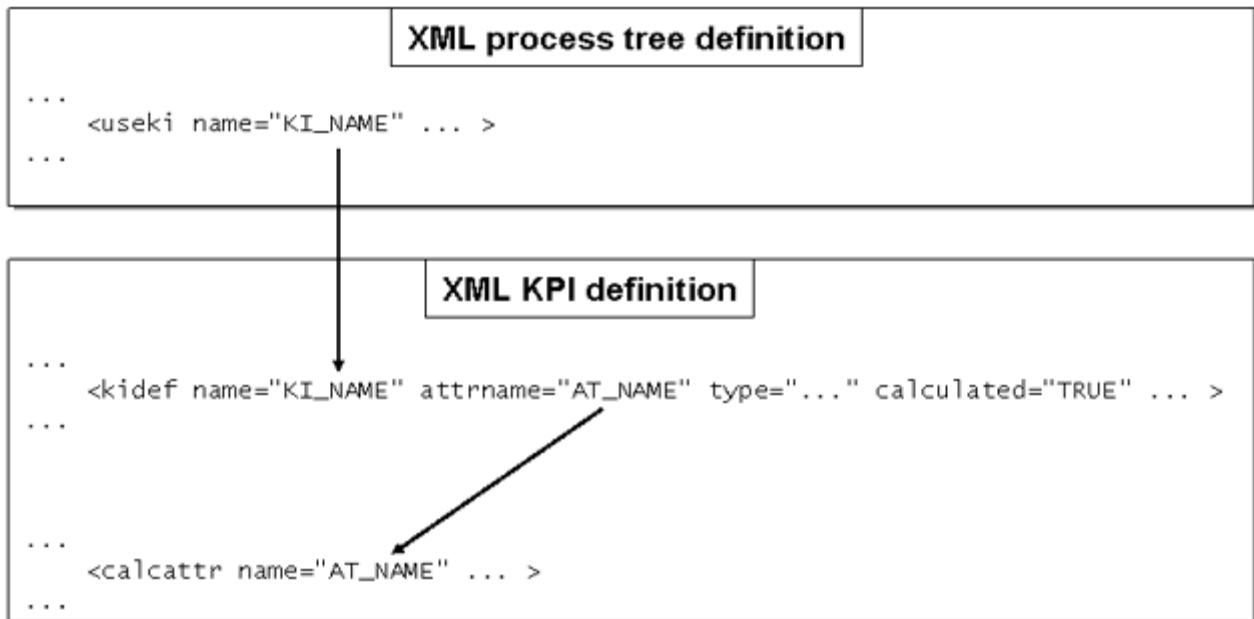 XML process tree definition
...
<useki name="KI_NAME" ... >
...
XML KPI definition
...
<kidef name="KI_NAME" attrname="AT_NAME" type="..." calculated="TRUE" ... >
...
...
<calcattr name="AT_NAME" ... >
...